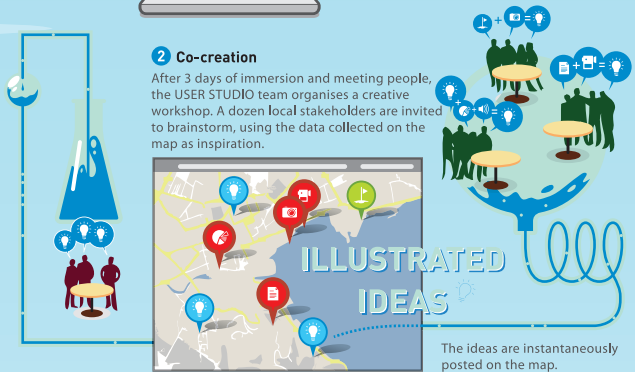 2 Co-creation
After 3 days of immersion and meeting people,
the USER STUDIO team organises a creative
workshop. A dozen local stakeholders are invited
to brainstorm, using the data collected on the
map as inspiration.
ILLUSTRATED
IDEAS
The ideas are instantaneously
posted on the map.